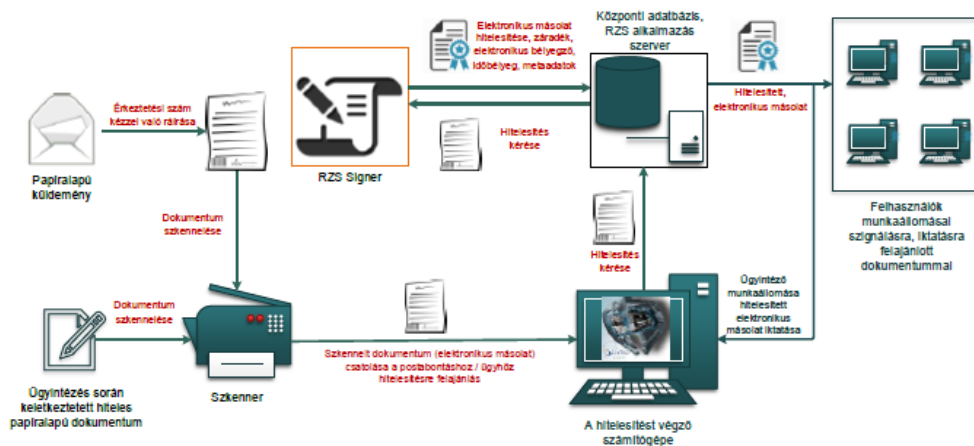 Elektronikus másolat
hitelesítése, záradék,
elektronikus bélyegző,
időbélyeg, metaadatok
Központi adatbázis,
RZS alkalmazás
szerver
Hitelesített,
elektronikus másolat
Érkeztetési szám
kézzel való ráírása
Papíralapú
küldemény
RZS Signer
Hitelesítés
kérése
Felhasználók
munkaállomásai
szignálásra, iktatásra
felajánlott
dokumentummal
Dokumentum
szkennelése
Hitelesítés
kérése
Dokumentum
szkennelése
Ügyintéző
munkaállomása
hitelesített
elektronikus
másolat iktatása
Szkennelt dokumentum (elektronikus másolat)
csatolása a postabontáshoz / ügyhöz
hitelesítésre felajánlás
Ügyintézés során
keletkeztetett hiteles
papíralapú dokumentum
Szkenner
A hitelesítést végző
számítógépe